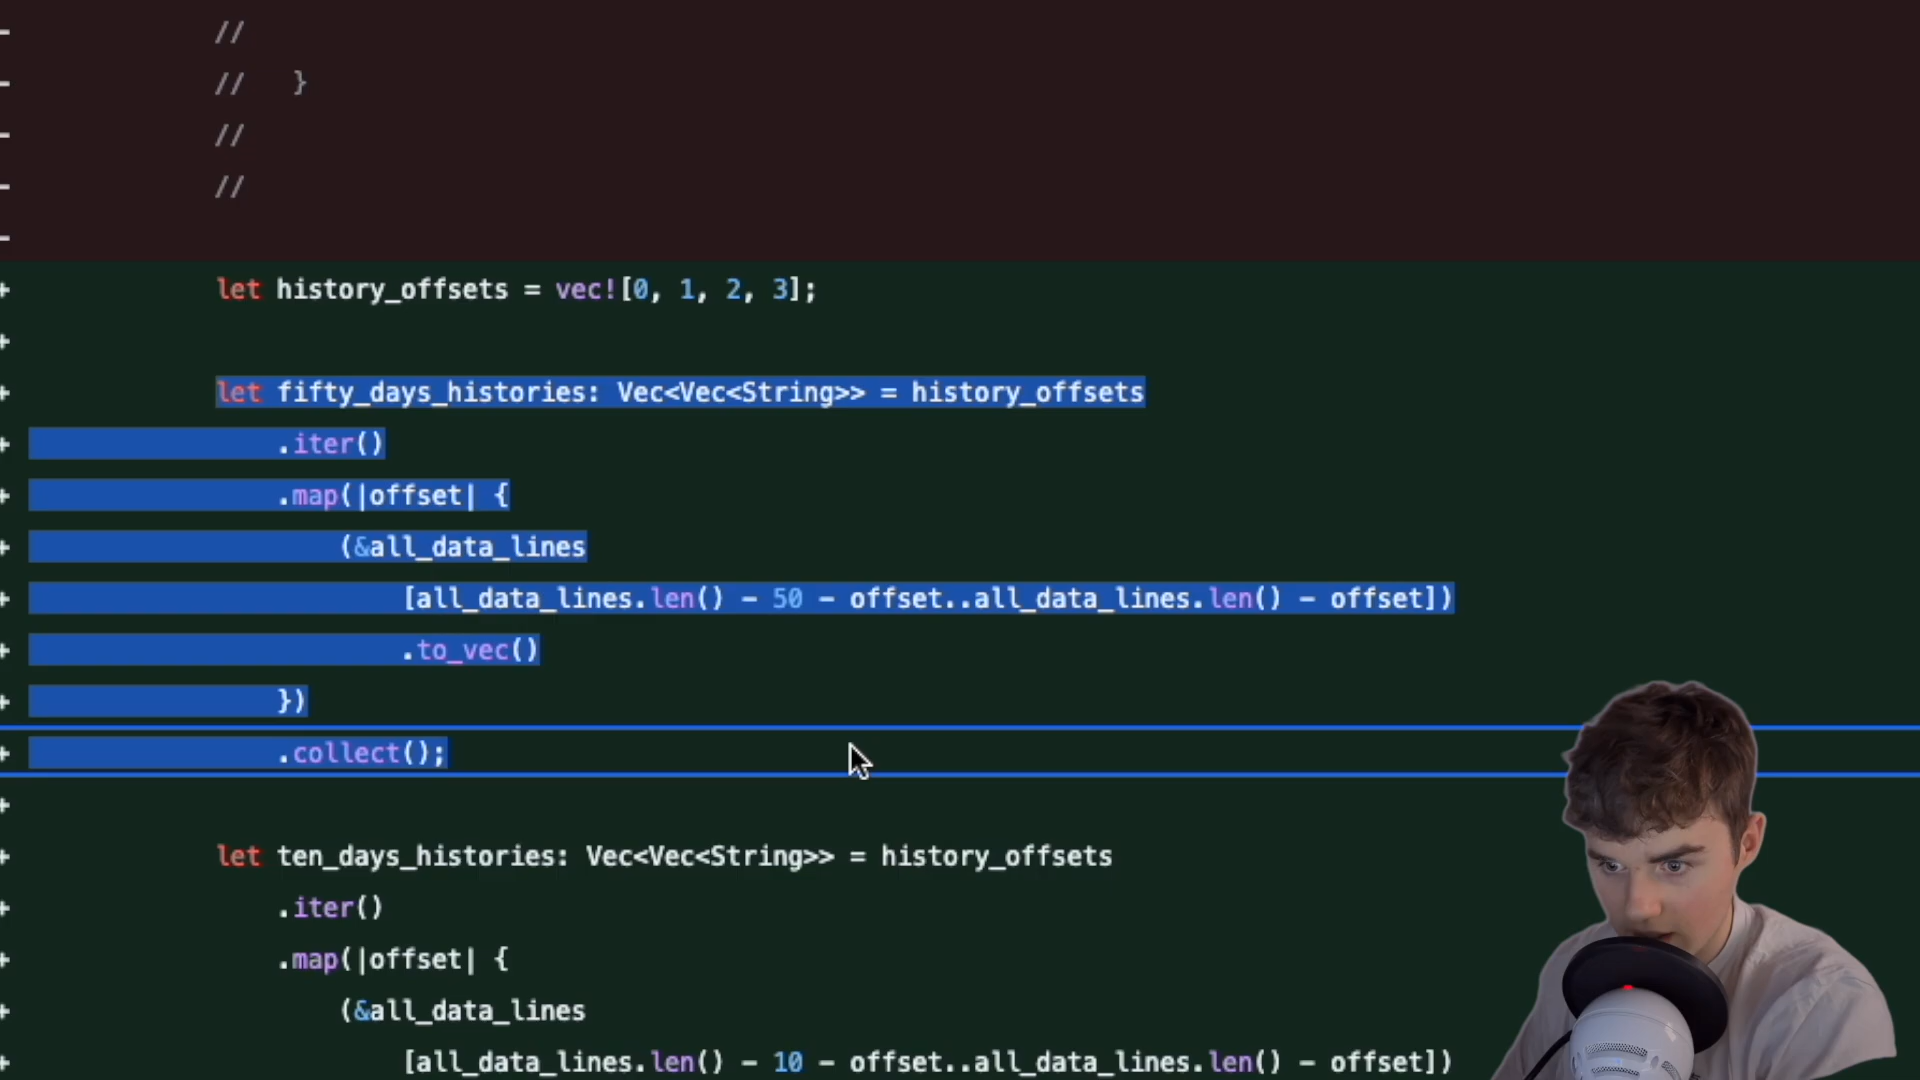 - //
- // }
- //
- //
-
+ let history_offsets = vec![0, 1, 2, 3];
+
+ let fifty_days_histories: Vec<Vec<String>> = history_offsets
+ .iter()
+ .map(|offset| {
+ (&all_data_lines
+ [all_data_lines.len() - 50 - offset..all_data_lines.len() - offset])
+ .to_vec()
+ })
+ .collect();
+
+ let ten_days_histories: Vec<Vec<String>> = history_offsets
+ .iter()
+ .map(|offset| {
+ (&all_data_lines
+ [all_data_lines.len() - 10 - offset..all_data_lines.len() - offset])